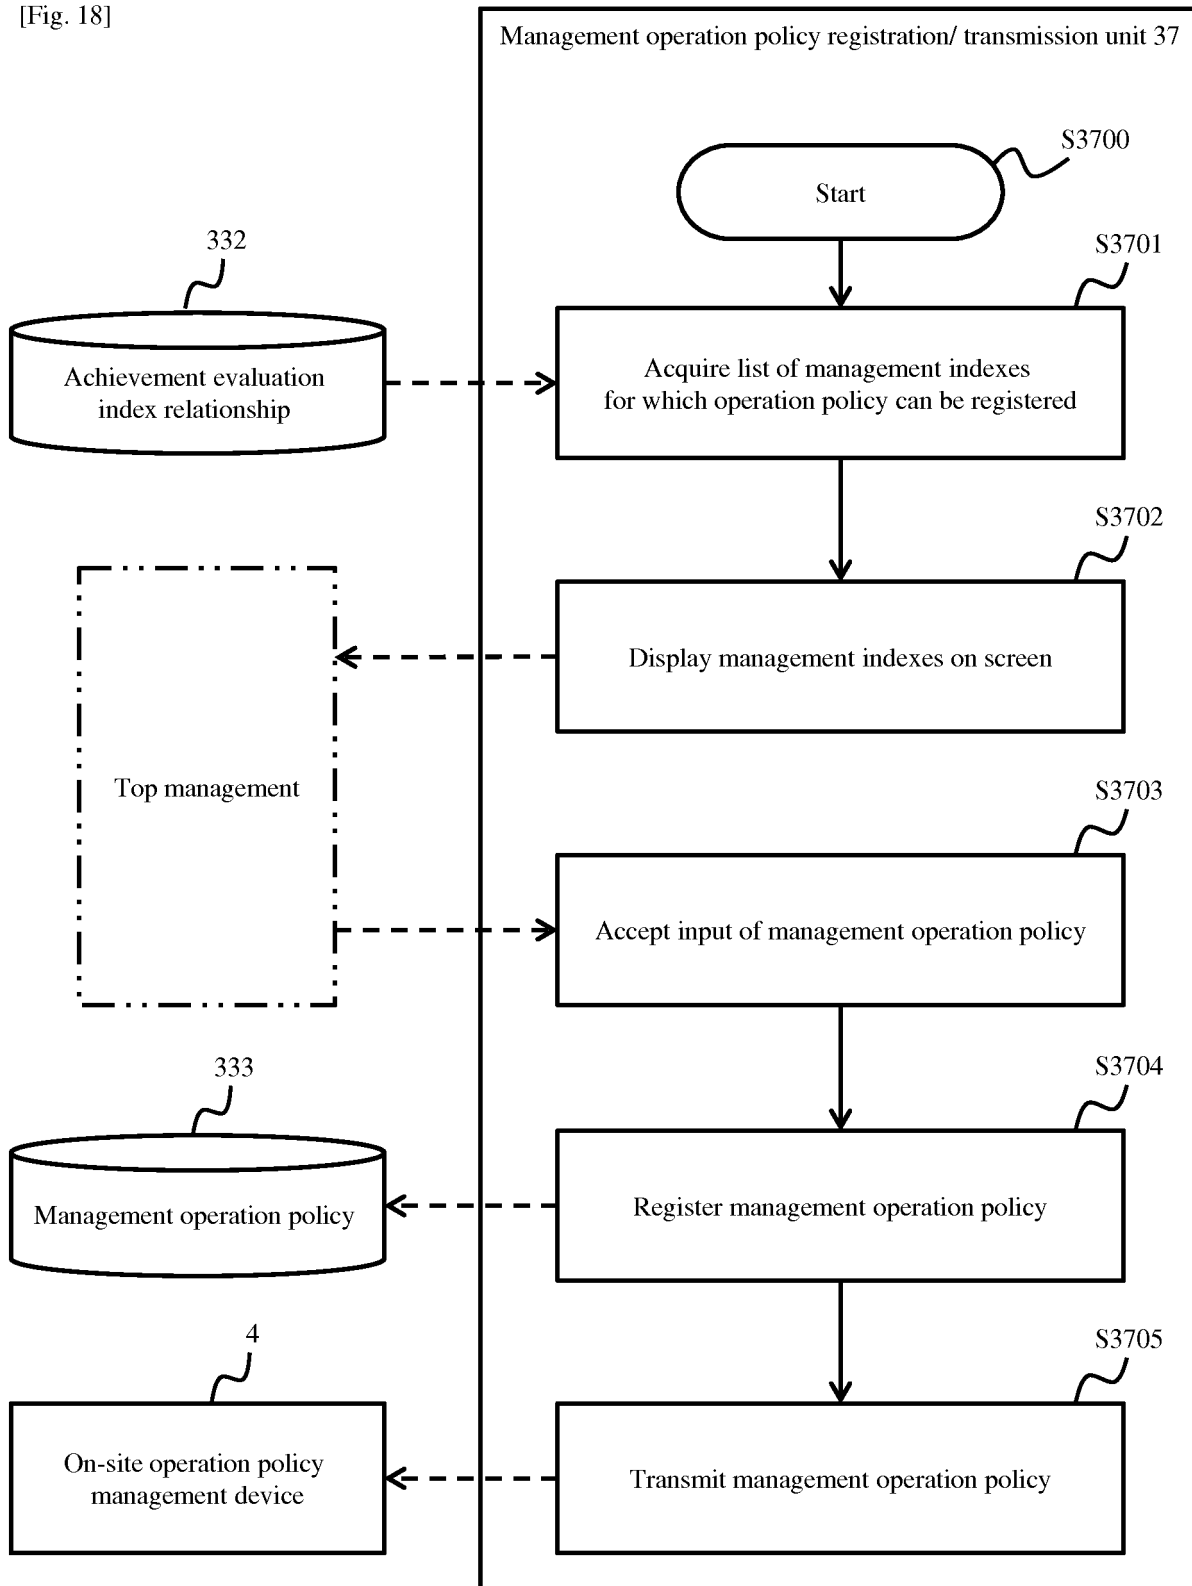 [Fig. 18]
Management operation policy registration/ transmission unit 37
S3700
Start
332
S3701
Achievement evaluation
index relationship
Acquire list of management indexes
for which operation policy can be registered
S3702
Display management indexes on screen
Top management
S3703
Accept input of management operation policy
333
S3704
Management operation policy
Register management operation policy
4
S3705
On-site operation policy
management device
Transmit management operation policy